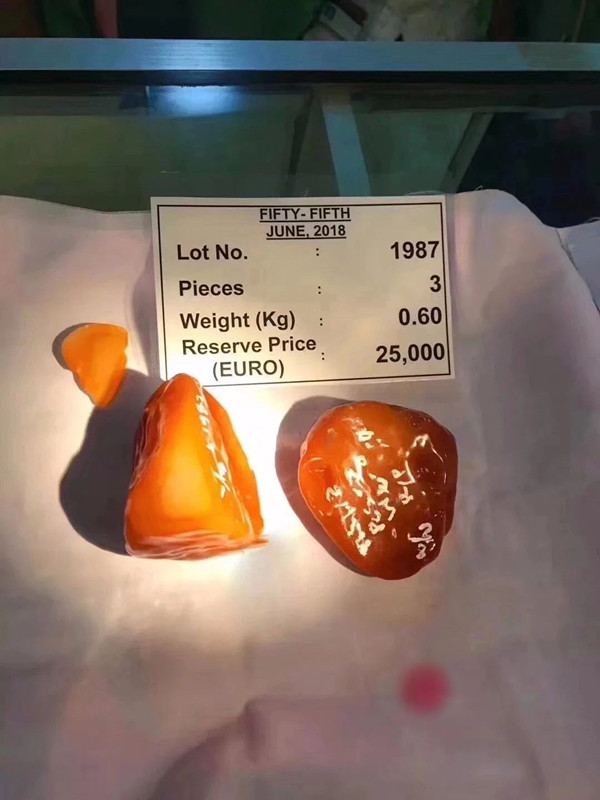 FIFTY-FIFTH
JUNE, 2018
Lot No. : 1987
Pieces : 3
Weight (Kg) : 0.60
Reserve Price : 25,000
(EURO)